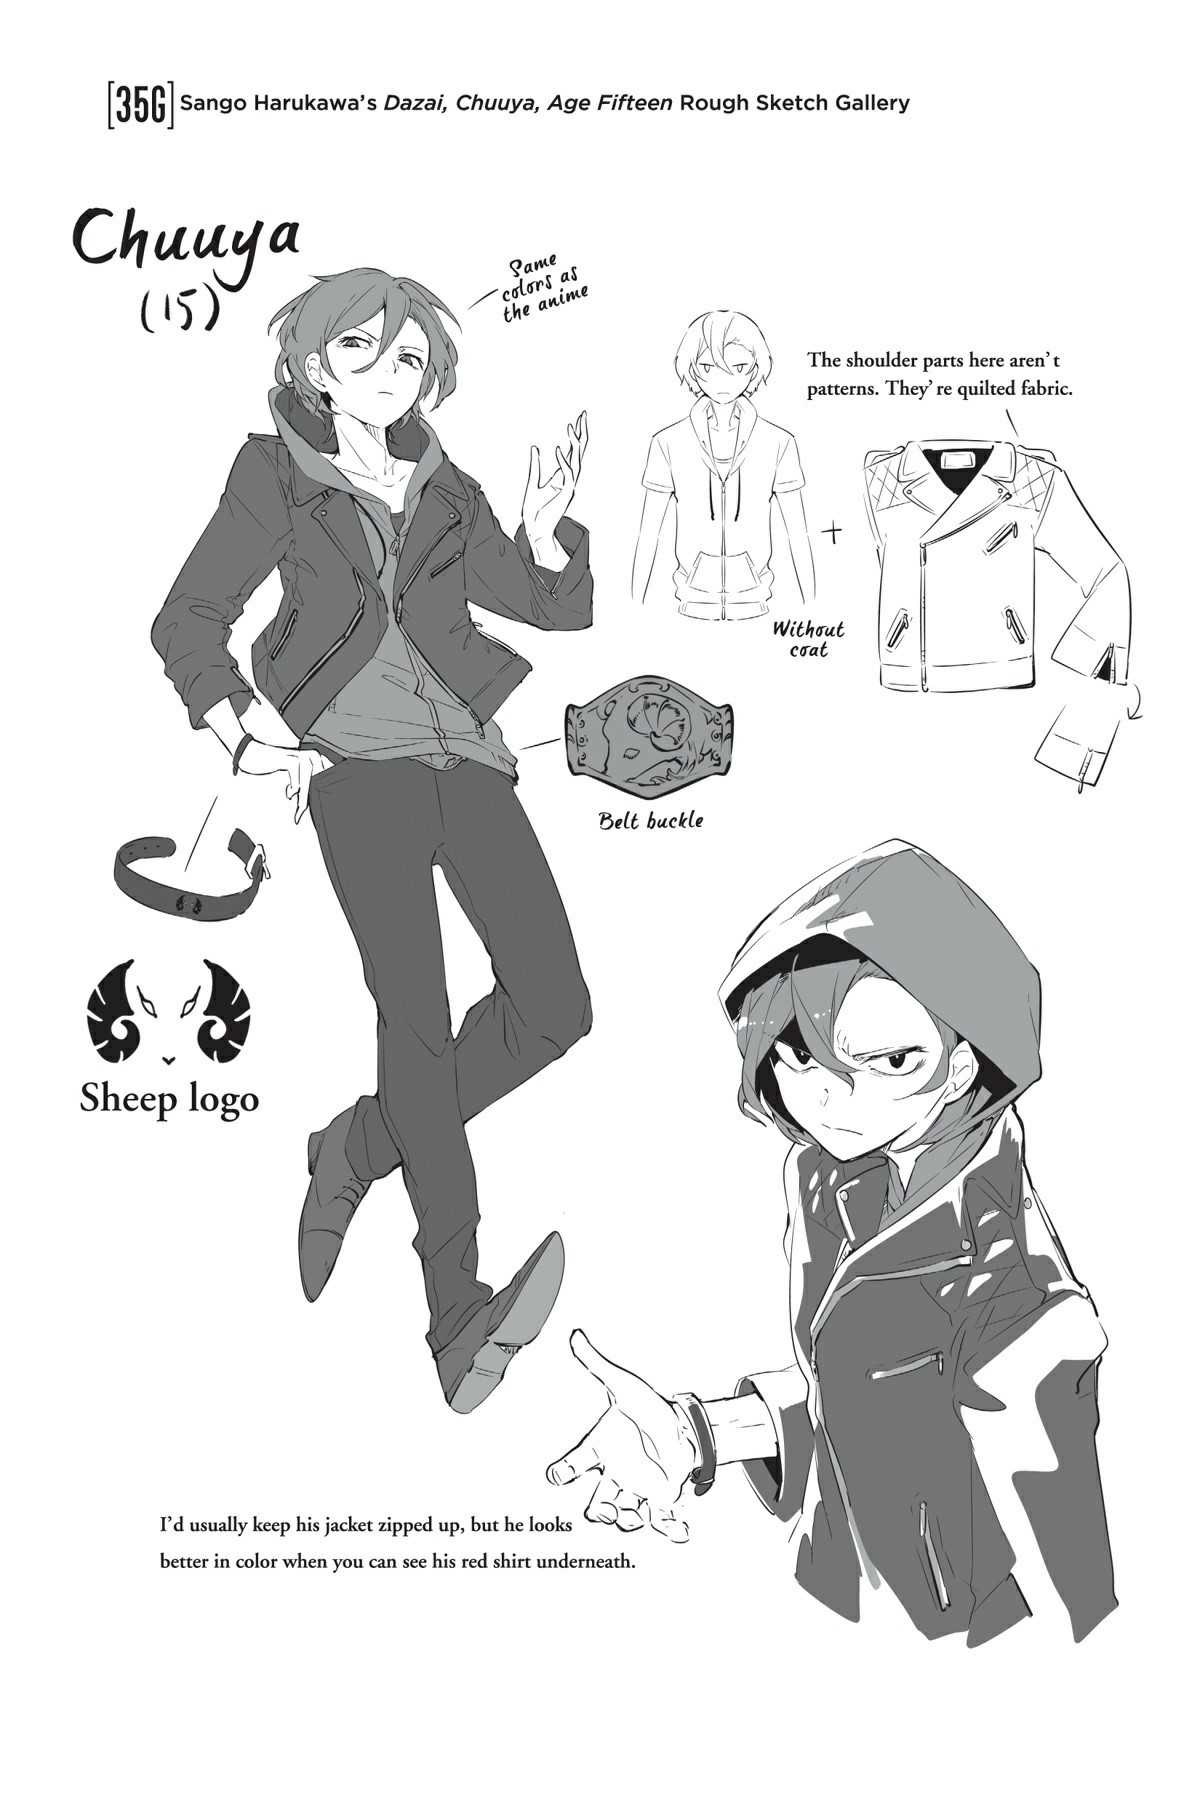 [35G] Sango Harukawa's Dazai, Chuuya, Age Fifteen Rough Sketch Gallery
Chuuya
(15)
Same
colors as
the anime
The shoulder parts here aren't
patterns. They're quilted fabric.
+
Without
coat
Belt buckle
Sheep logo
I'd usually keep his jacket zipped up, but he looks
better in color when you can see his red shirt underneath.